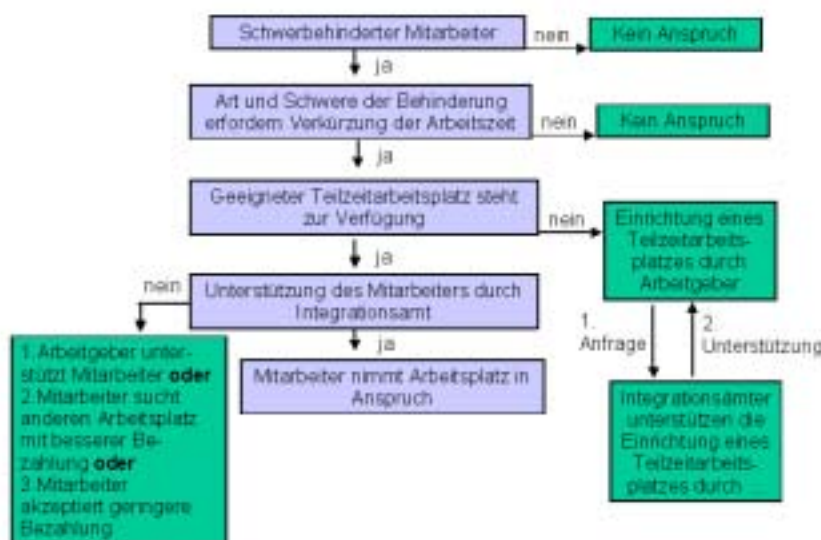 Schwerbehinderter Mitarbeiter
nein
Kein Anspruch
ja
Art und Schwere der Behinderung
erfordern Verkürzung der Arbeitszeit
nein
Kein Anspruch
ja
Geeigneter Teilzeitarbeitsplatz steht
zur Verfügung
nein
Einrichtung eines
Teilzeitarbeits-
platzes durch
Arbeitgeber
ja
nein
Unterstützung des Mitarbeiters durch
Integrationsamt
1.
Anfrage
2.
Unterstützung
ja
1. Arbeitgeber unter-
stützt Mitarbeiter oder
2. Mitarbeiter sucht
anderen Arbeitsplatz
mit besserer Be-
zahlung oder
3. Mitarbeiter
akzeptiert geringere
Bezahlung
Mitarbeiter nimmt Arbeitsplatz in
Anspruch
Integrationsämter
unterstützen die
Einrichtung eines
Teilzeitarbeits-
platzes durch